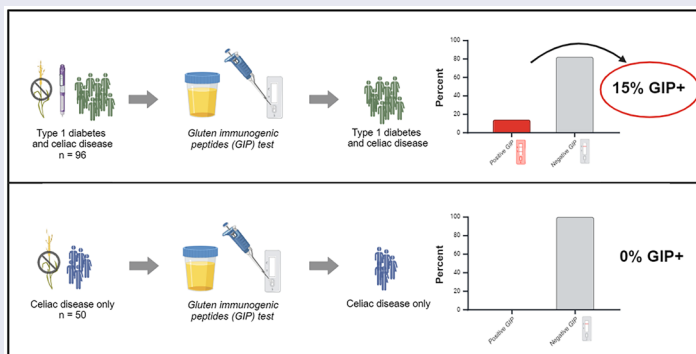 Type 1 diabetes
and celiac disease
n = 96
Gluten immunogenic
peptides (GIP) test
Type 1 diabetes
and celiac disease
Percent
100
80
60
40
20
0
Positive GIP
Negative GIP
15% GIP+
Celiac disease only
n = 50
Gluten immunogenic
peptides (GIP) test
Celiac disease only
Percent
100
80
60
40
20
0
Positive GIP
Negative GIP
0% GIP+